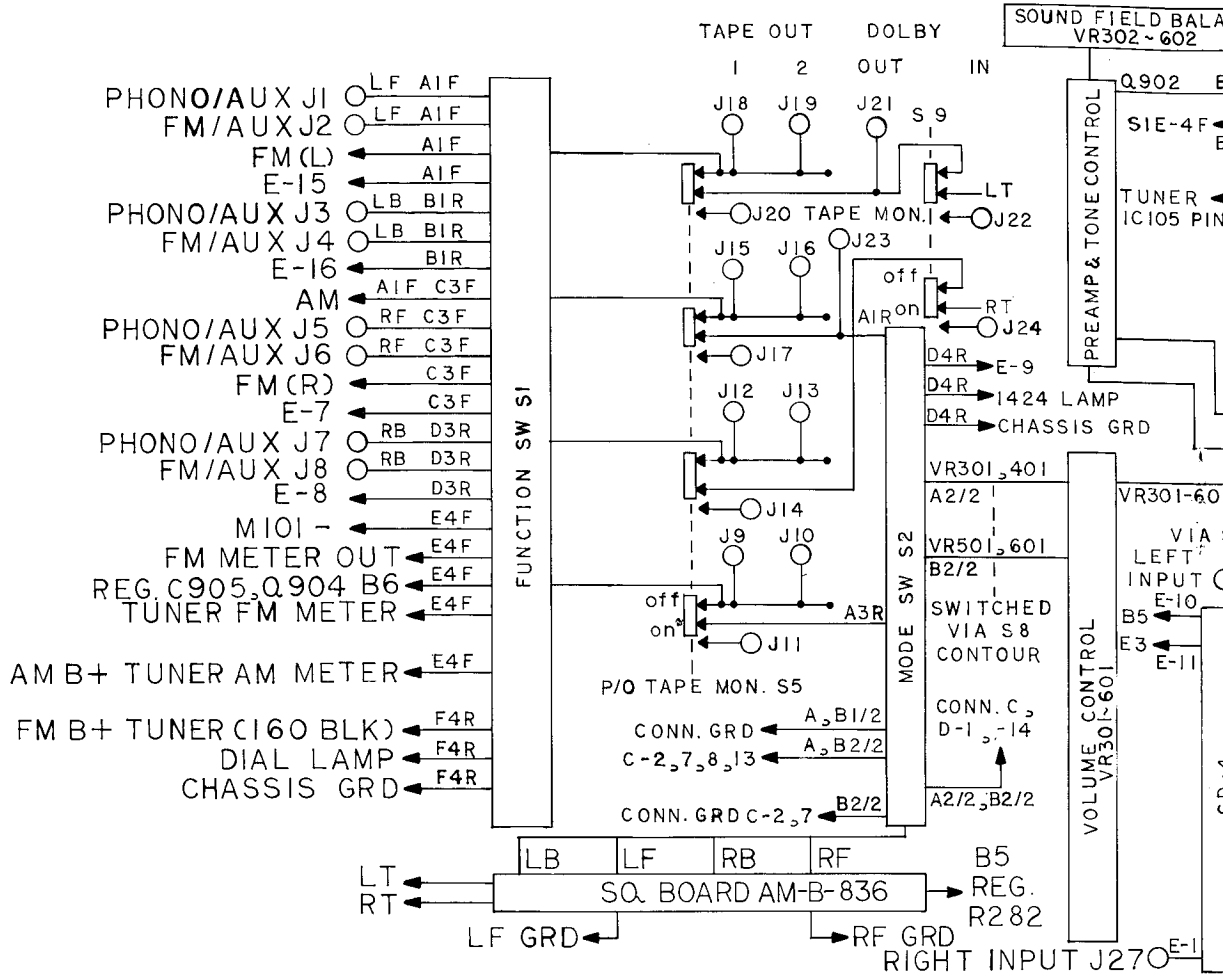 SOUND FIELD BALA
VR302~602
TAPE OUT DOLBY
1 2 OUT IN
PHONO/AUX J1 LF A1F
FM/AUX J2 LF A1F
FM(L) A1F
E-15 A1F
PHONO/AUX J3 LB B1R
FM/AUX J4 LB B1R
E-16 B1R
AM A1F C3F
PHONO/AUX J5 RF C3F
FM/AUX J6 RF C3F
FM(R) C3F
E-7 C3F
PHONO/AUX J7 RB D3R
FM/AUX J8 RB D3R
E-8 D3R
M101- E4F
FM METER OUT E4F
REG. C905,Q904 B6 E4F
TUNER FM METER E4F
AM B+ TUNER AM METER E4F
FM B+ TUNER (160 BLK) F4R
DIAL LAMP F4R
CHASSIS GRD F4R
FUNCTION SW S1
J18 J19 J21 S9
LT
J20 TAPE MON. J22
J23
J15 J16
off
on
RT
J24
A1R
J17
J12 J13
J14
J9 J10
off
on
A3R
J11
P/O TAPE MON. S5
MODE SW S2
D4R E-9
D4R 1424 LAMP
D4R CHASSIS GRD
VR301,401
A2/2
VR501,601
B2/2
SWITCHED
VIA S8
CONTOUR
CONN. C,
D-1,-14
A2/2,B2/2
CONN. GRD A,B1/2
C-2,7,8,13 A,B2/2
CONN. GRD C-2,7 B2/2
PREAMP & TONE CONTROL
Q902
S1E-4F
TUNER
IC105 PIN
VOLUME CONTROL
VR301~601
VR301-60
VIA
LEFT
INPUT
E-10
B5
E3
E-11
LB LF RB RF
LT
RT
SQ BOARD AM-B-836
B5
REG.
R282
LF GRD RF GRD
RIGHT INPUT J27 E-1